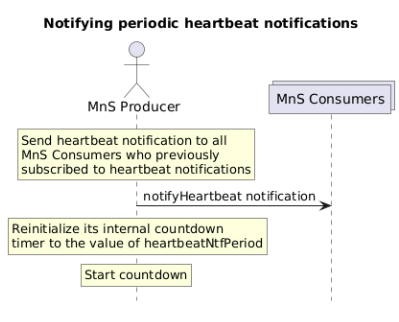 Notifying periodic heartbeat notifications
MnS Producer
MnS Consumers
Send heartbeat notification to all
MnS Consumers who previously
subscribed to heartbeat notifications
notifyHeartbeat notification
Reinitialize its internal countdown
timer to the value of heartbeatNtfPeriod
Start countdown